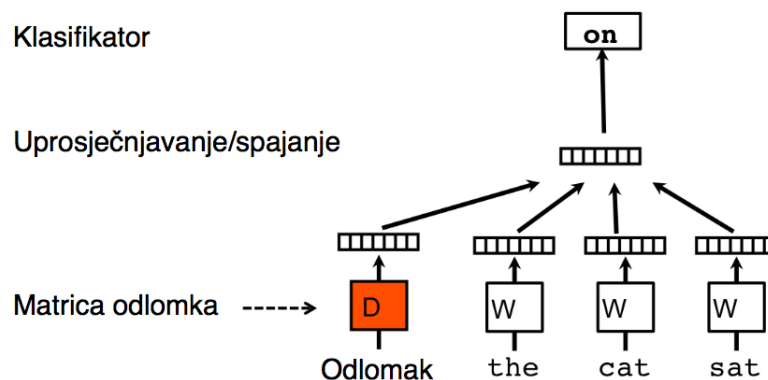 Klasifikator
on
Uprosječnjavanje/spajanje
Matrica odlomka
D
W
W
W
Odlomak
the
cat
sat